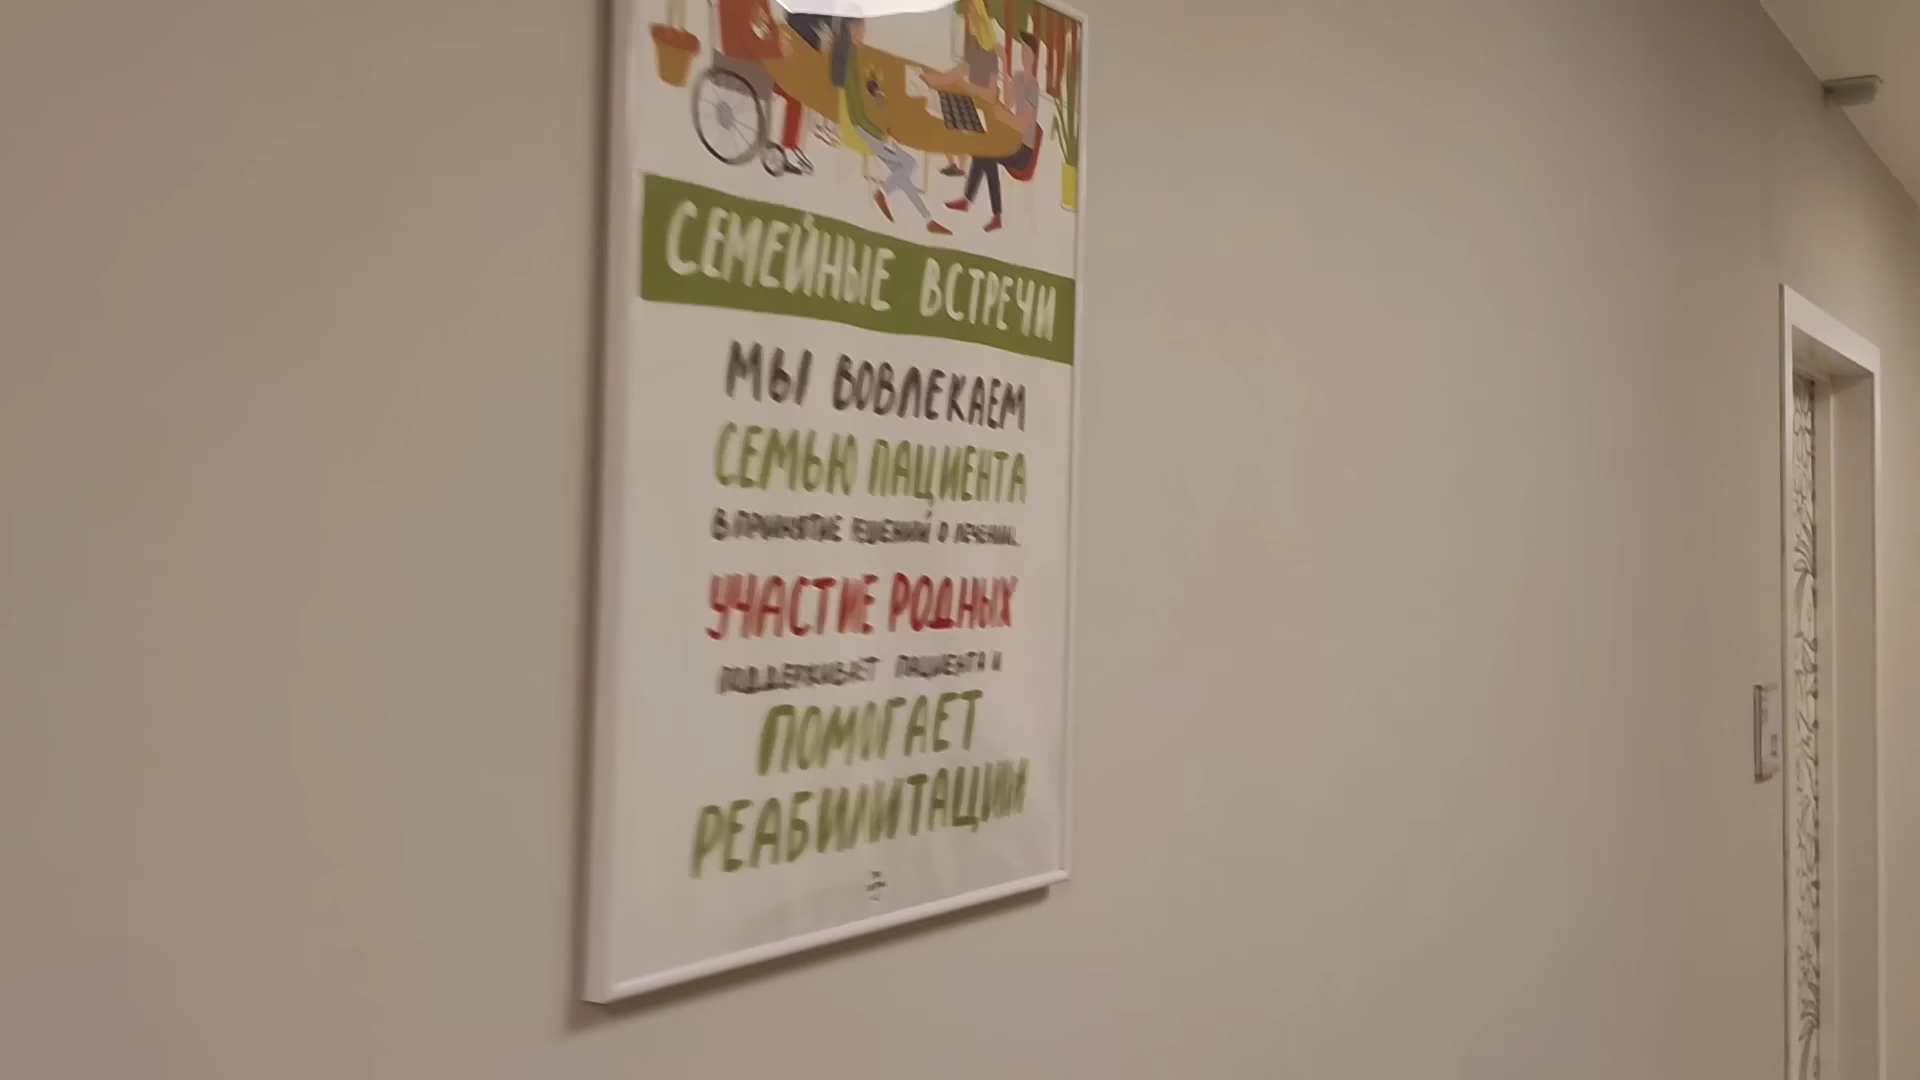 СЕМЕЙНЫЕ ВСТРЕЧИ
МЫ ВОВЛЕКАЕМ
СЕМЬЮ ПАЦИЕНТА
В ПРИНЯТИЕ РЕШЕНИЙ О ЛЕЧЕНИИ.
УЧАСТИЕ РОДНЫХ
ПОДДЕРЖИВАЕТ ПАЦИЕНТА И
ПОМОГАЕТ
РЕАБИЛИТАЦИИ